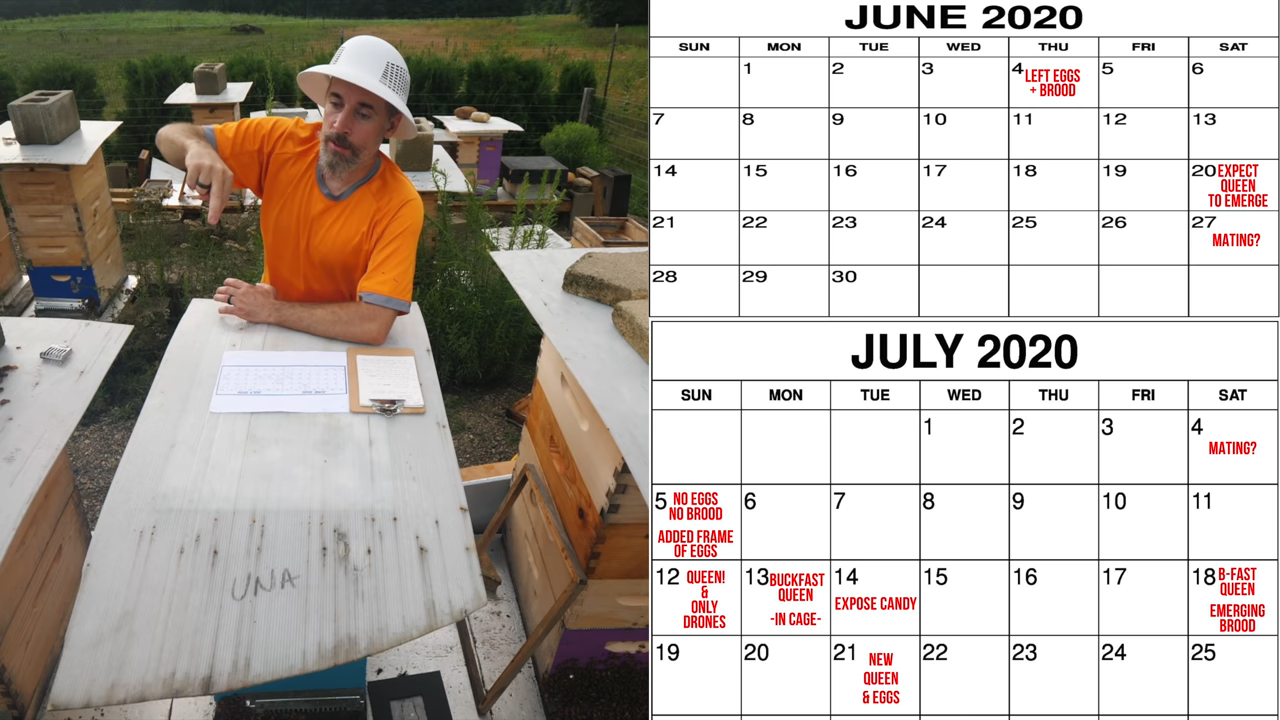 UNA
JUNE 2020
SUN MON TUE WED THU FRI SAT
1 2 3 4 LEFT EGGS + BROOD 5 6
7 8 9 10 11 12 13
14 15 16 17 18 19 20 EXPECT QUEEN TO EMERGE
21 22 23 24 25 26 27 MATING?
28 29 30
JULY 2020
SUN MON TUE WED THU FRI SAT
1 2 3 4 MATING?
5 NO EGGS NO BROOD ADDED FRAME OF EGGS 6 7 8 9 10 11
12 QUEEN! & ONLY DRONES 13 BUCKFAST QUEEN -IN CAGE- 14 EXPOSE CANDY 15 16 17 18 B-FAST QUEEN EMERGING BROOD
19 20 21 NEW QUEEN & EGGS 22 23 24 25